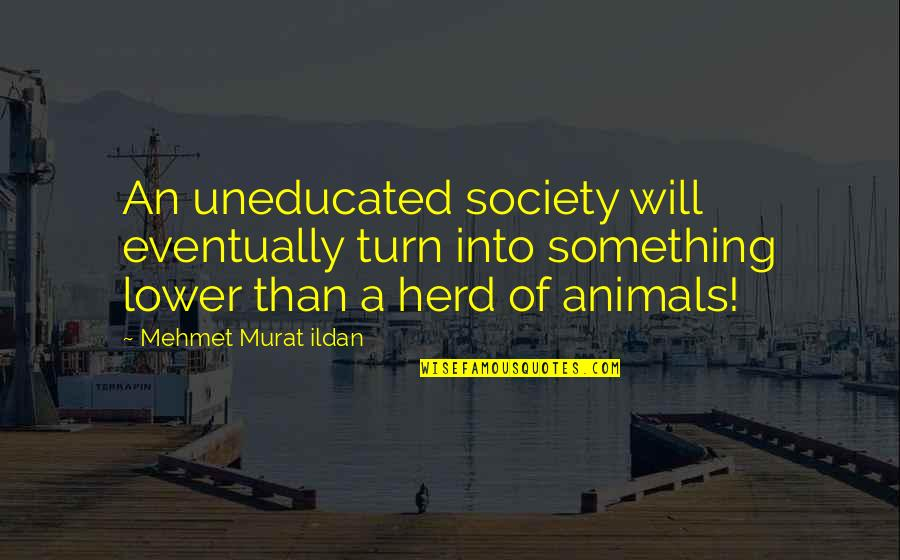 An uneducated society will
eventually turn into something
lower than a herd of animals!
~ Mehmet Murat ildan
WISEFAMOUSQUOTES.COM
TERRAPIN